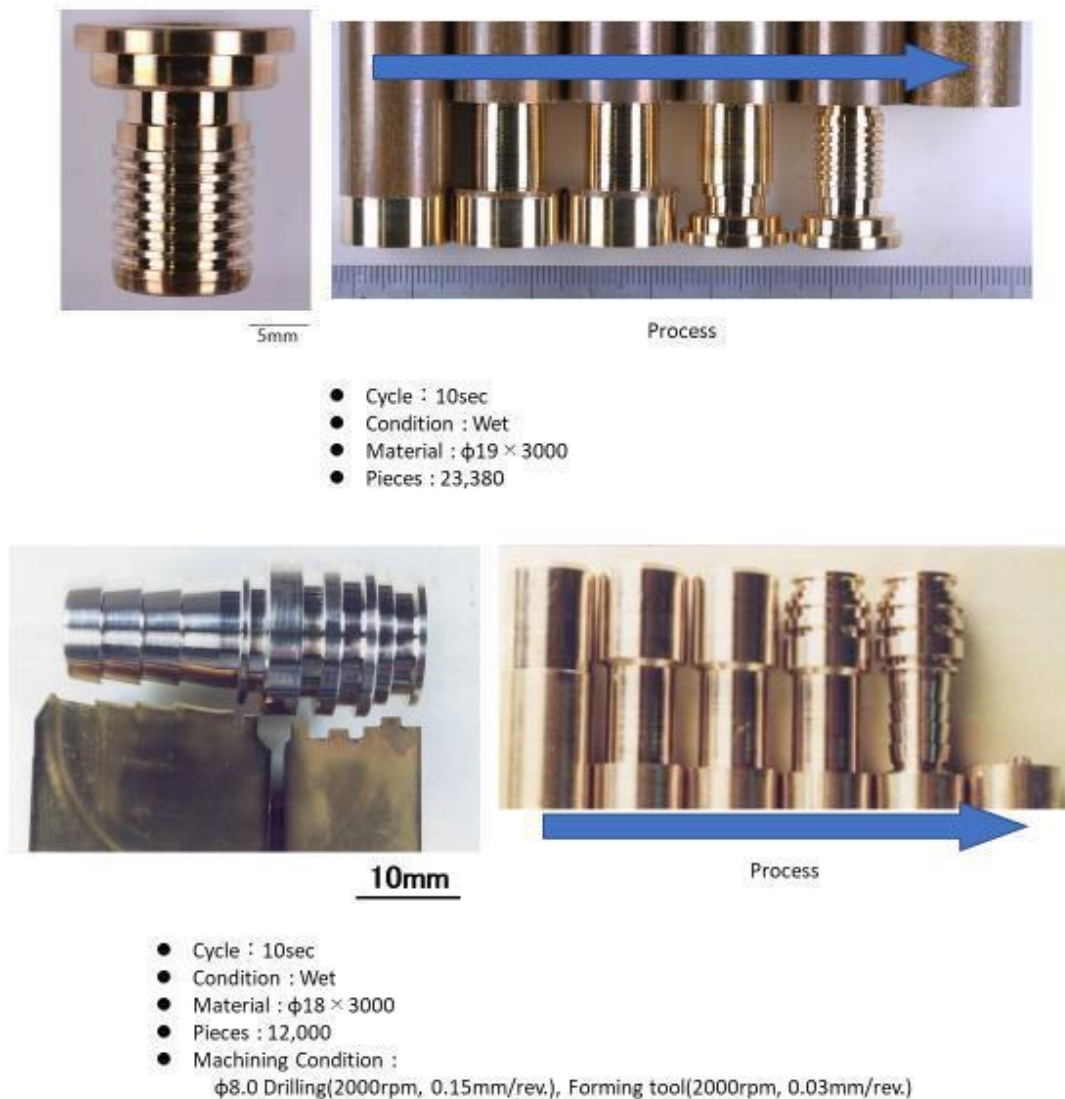 5mm
Process
● Cycle：10sec
● Condition : Wet
● Material : ϕ19 × 3000
● Pieces : 23,380
10mm
Process
● Cycle：10sec
● Condition : Wet
● Material : ϕ18 × 3000
● Pieces : 12,000
● Machining Condition :
ϕ8.0 Drilling(2000rpm, 0.15mm/rev.), Forming tool(2000rpm, 0.03mm/rev.)